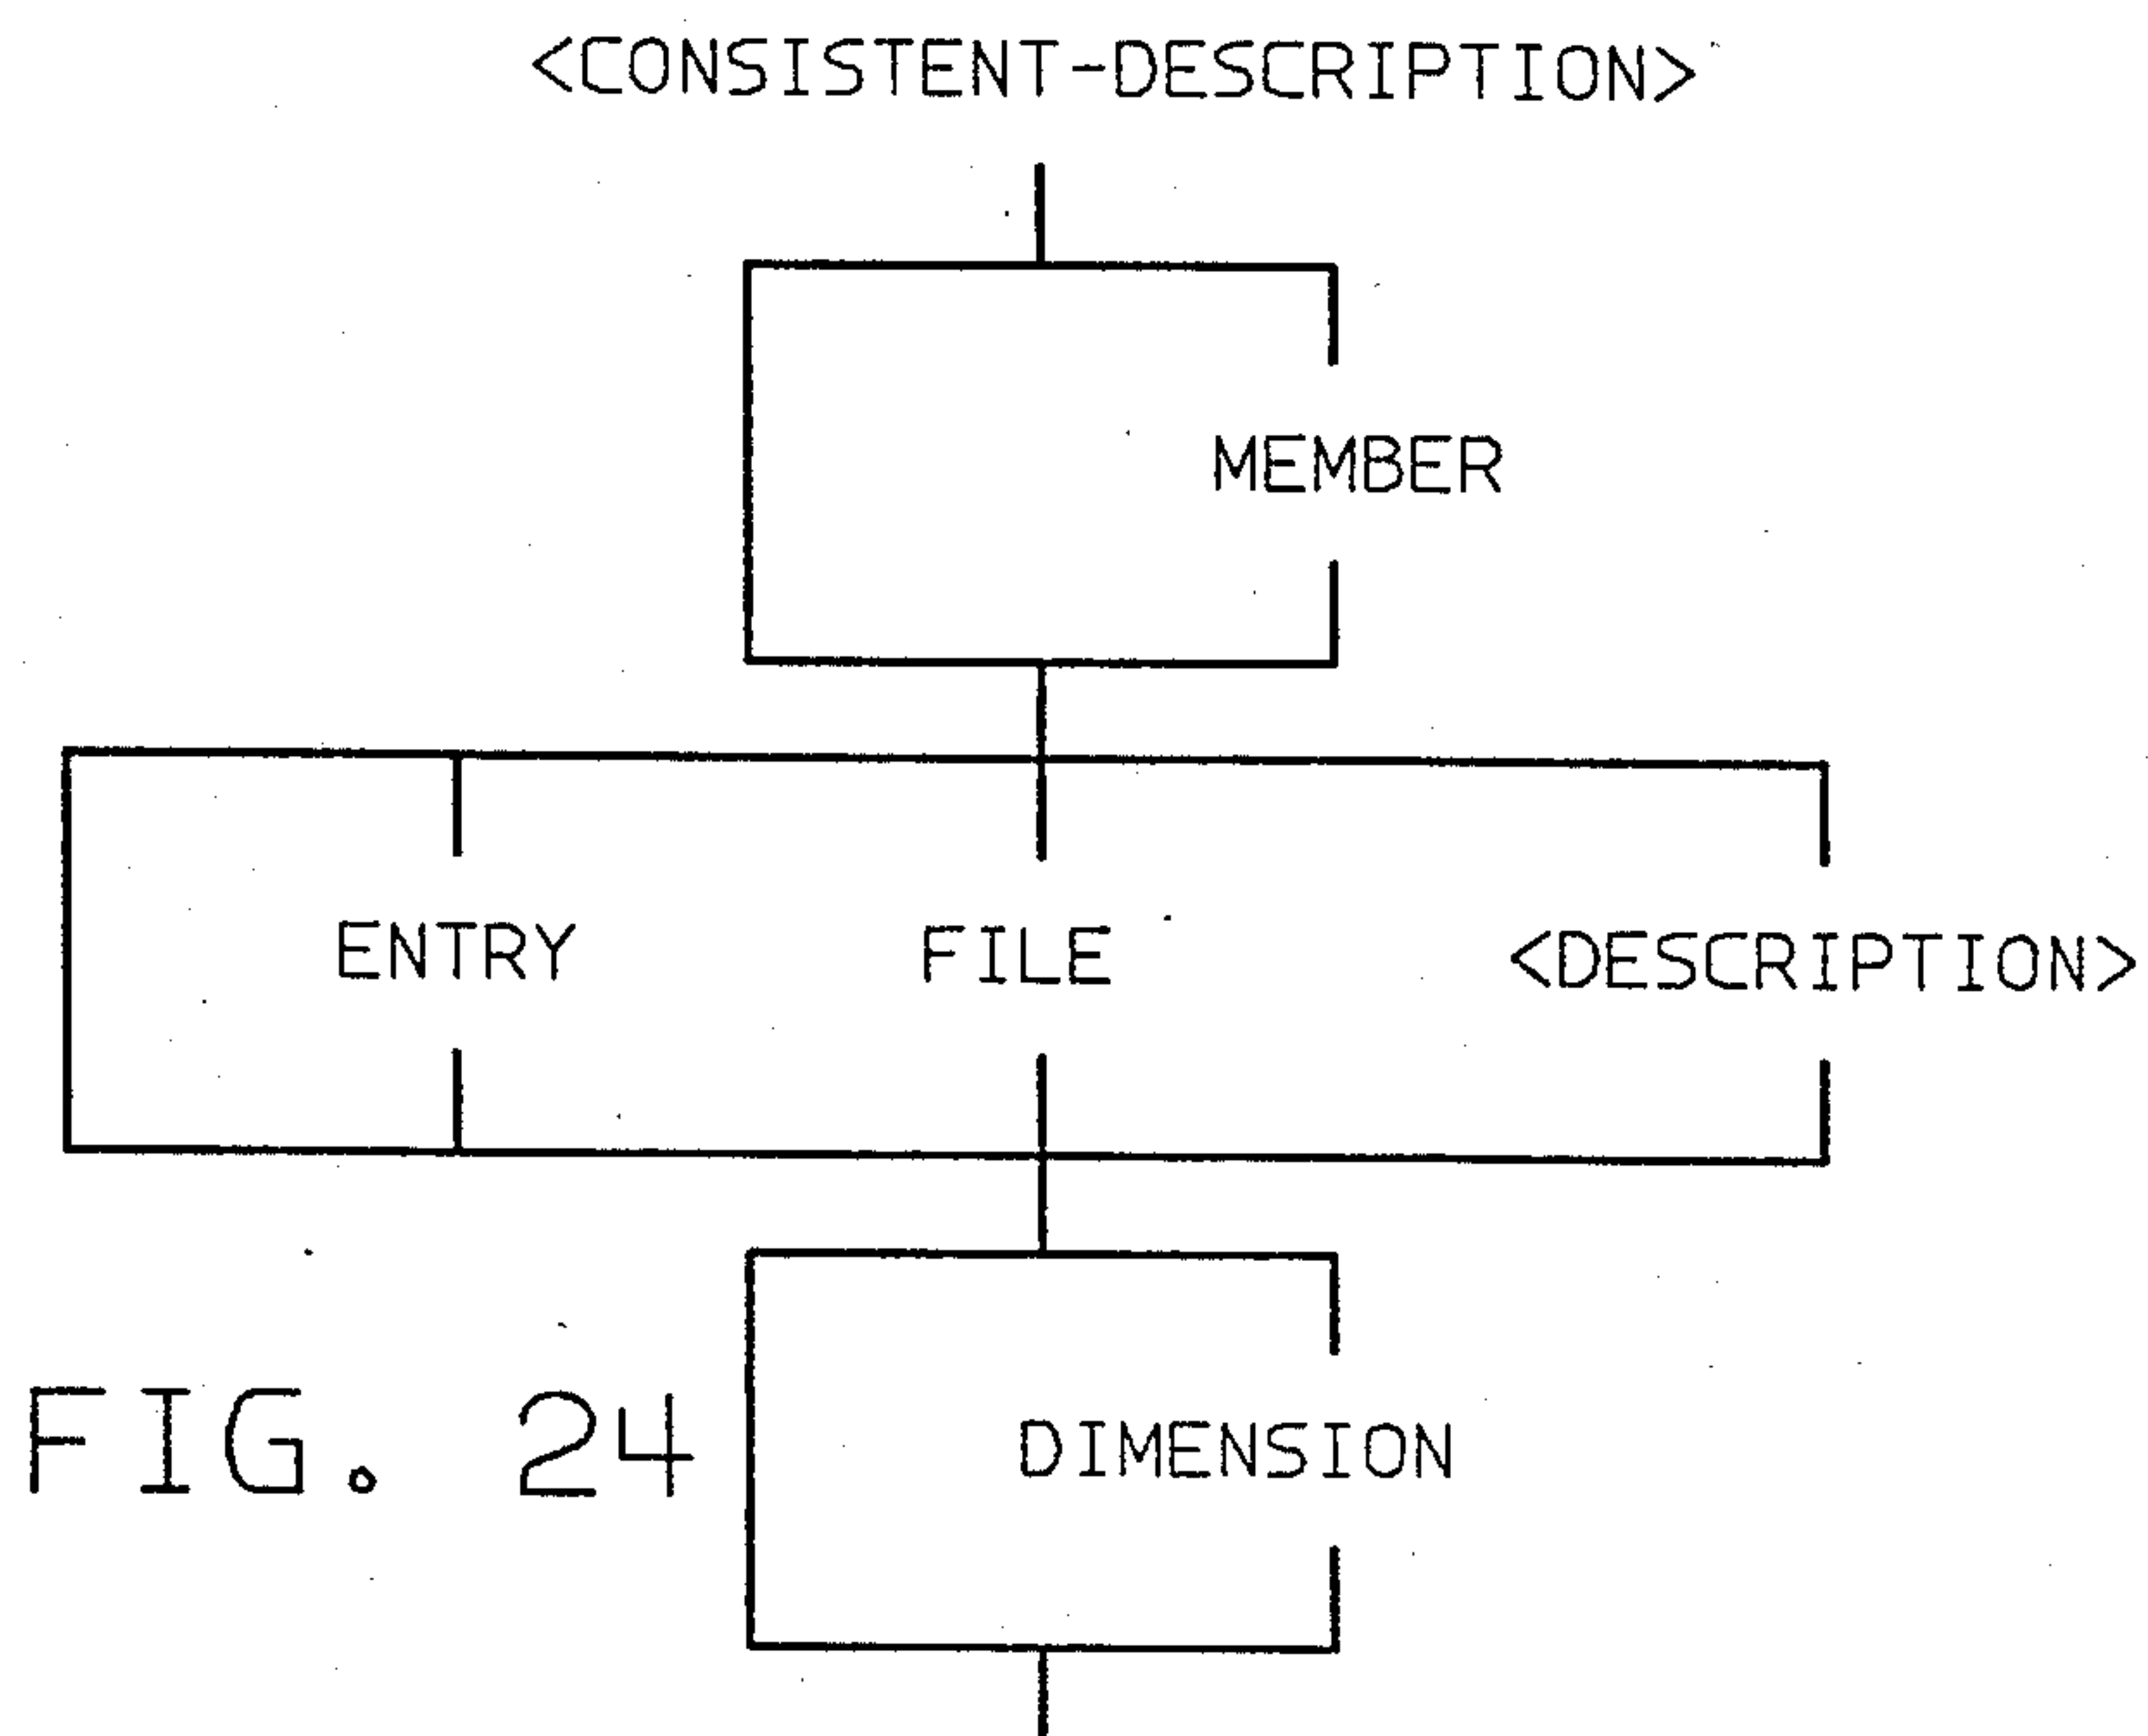 <CONSISTENT-DESCRIPTION>
MEMBER
ENTRY FILE <DESCRIPTION>
DIMENSION
FIG. 24